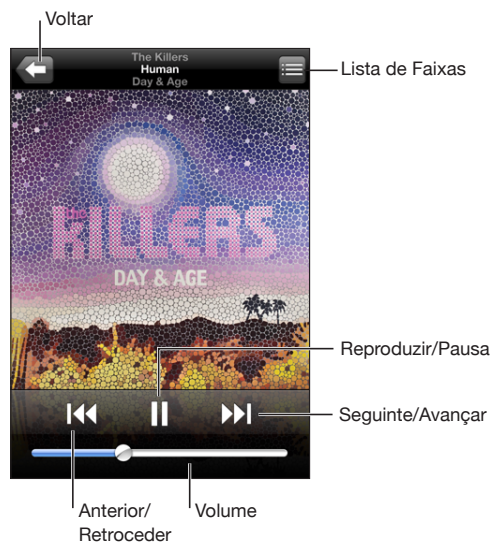 Voltar
The Killers
Human
Day & Age
Lista de Faixas
the
KILLERS
DAY & AGE
Reproduzir/Pausa
Seguinte/Avançar
Anterior/
Retroceder
Volume